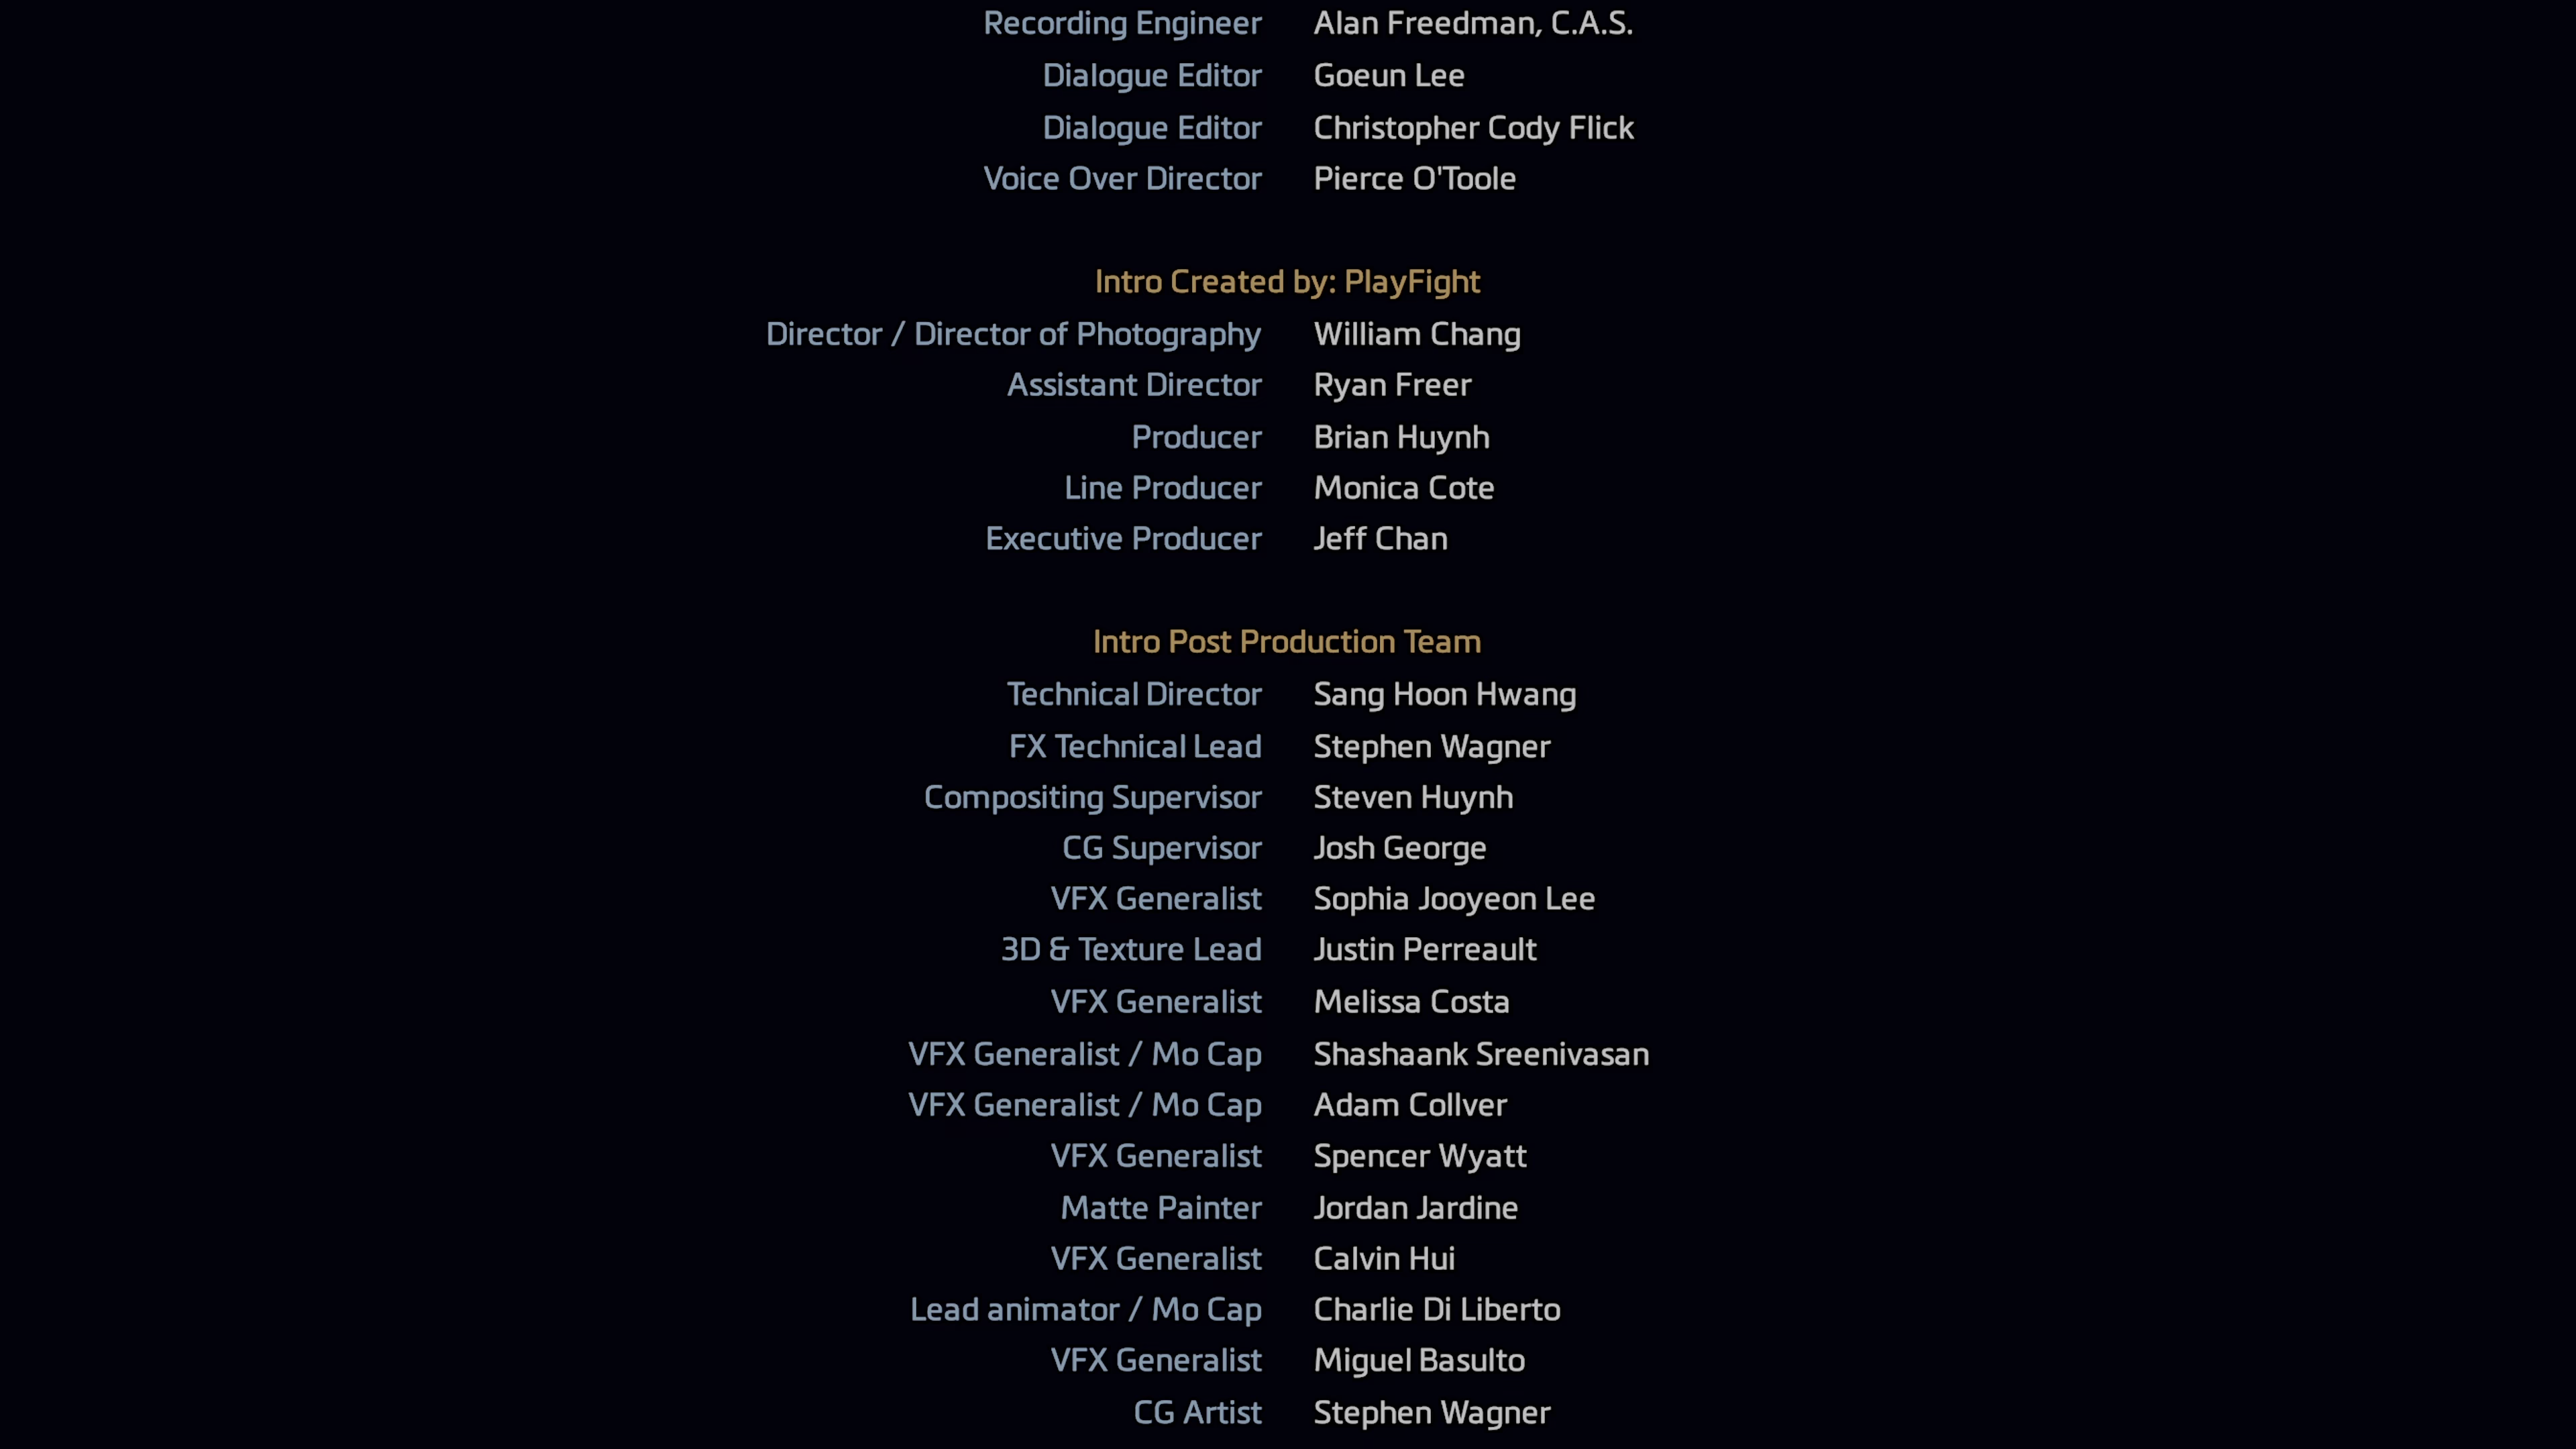 Recording Engineer Alan Freedman, C.A.S.
Dialogue Editor Goeun Lee
Dialogue Editor Christopher Cody Flick
Voice Over Director Pierce O'Toole
Intro Created by: PlayFight
Director / Director of Photography William Chang
Assistant Director Ryan Freer
Producer Brian Huynh
Line Producer Monica Cote
Executive Producer Jeff Chan
Intro Post Production Team
Technical Director Sang Hoon Hwang
FX Technical Lead Stephen Wagner
Compositing Supervisor Steven Huynh
CG Supervisor Josh George
VFX Generalist Sophia Jooyeon Lee
3D & Texture Lead Justin Perreault
VFX Generalist Melissa Costa
VFX Generalist / Mo Cap Shashaank Sreenivasan
VFX Generalist / Mo Cap Adam Collver
VFX Generalist Spencer Wyatt
Matte Painter Jordan Jardine
VFX Generalist Calvin Hui
Lead animator / Mo Cap Charlie Di Liberto
VFX Generalist Miguel Basulto
CG Artist Stephen Wagner